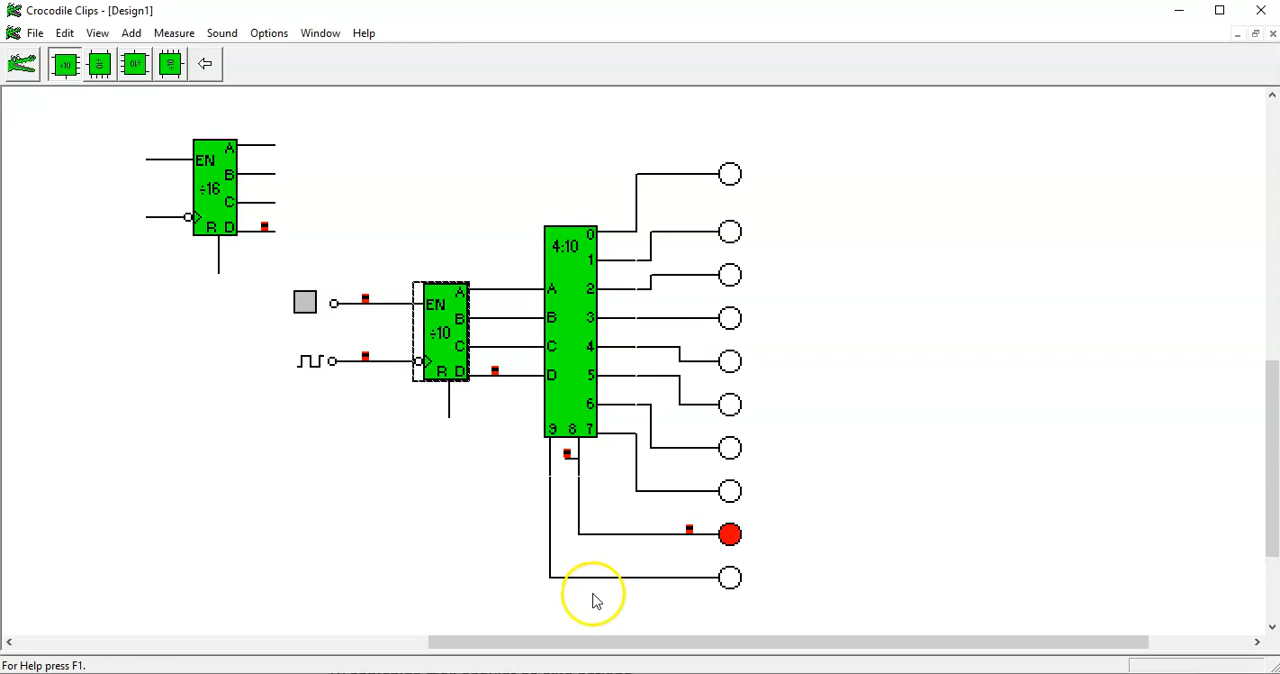 Crocodile Clips - [Design1]
File Edit View Add Measure Sound Options Window Help
÷10
A
EN
B
÷16
C
R D
0
4:10
1
A
EN
A 2
B
B 3
÷10
C
C 4
R D
D 5
6
9 8 7
For Help press F1.